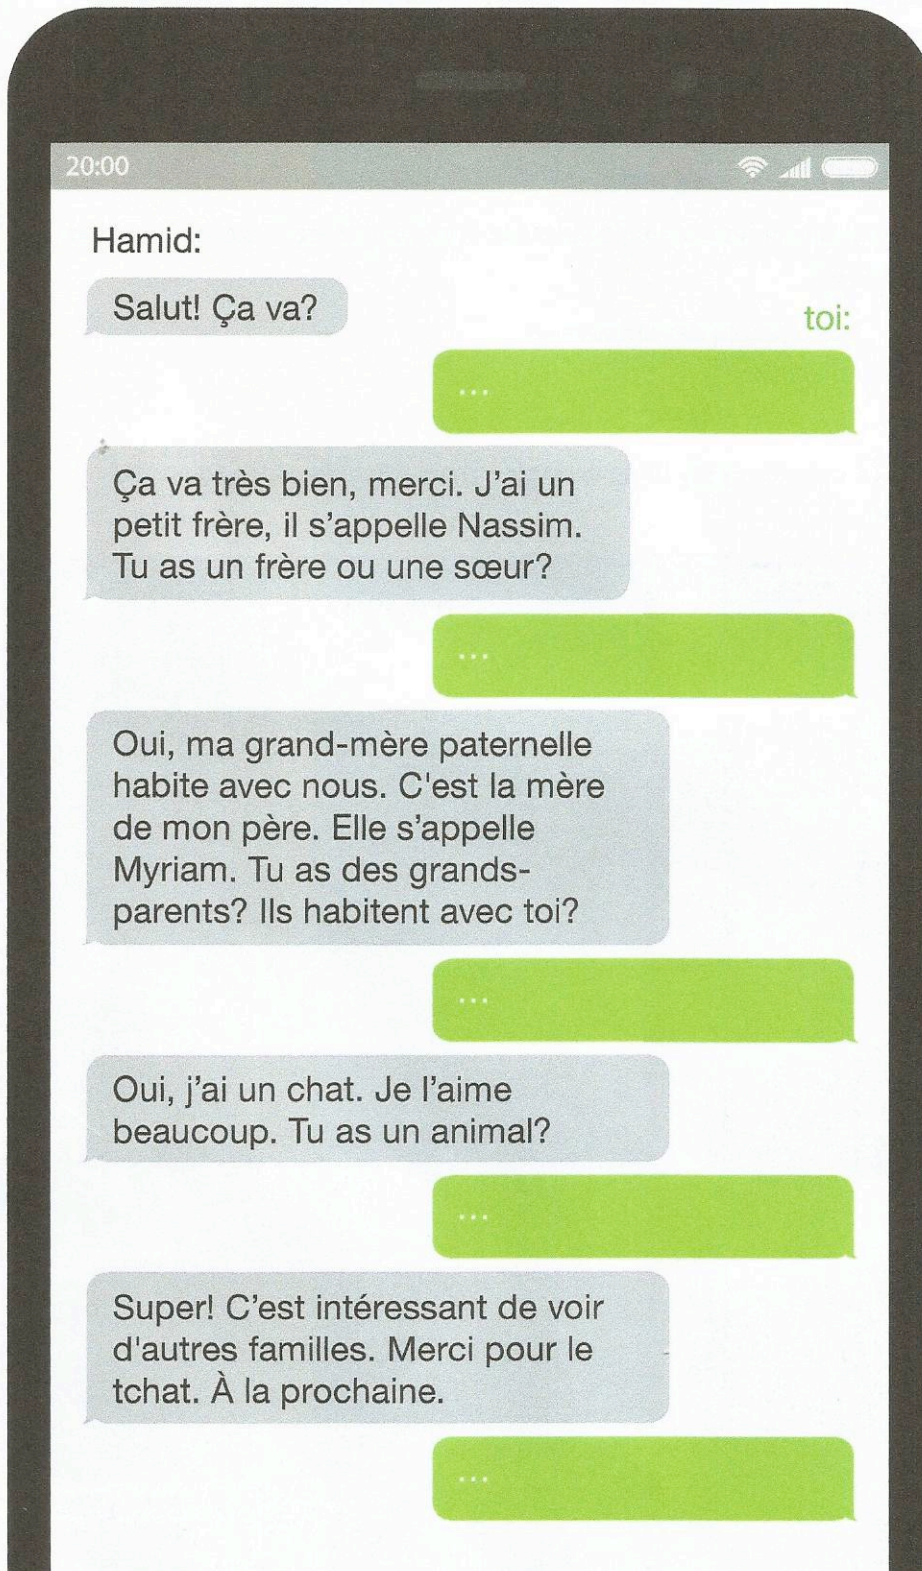 20:00
Hamid:
Salut! Ça va?
toi:
...
Ça va très bien, merci. J'ai un
petit frère, il s'appelle Nassim.
Tu as un frère ou une sœur?
...
Oui, ma grand-mère paternelle
habite avec nous. C'est la mère
de mon père. Elle s'appelle
Myriam. Tu as des grands-
parents? Ils habitent avec toi?
...
Oui, j'ai un chat. Je l'aime
beaucoup. Tu as un animal?
...
Super! C'est intéressant de voir
d'autres familles. Merci pour le
tchat. À la prochaine.
...